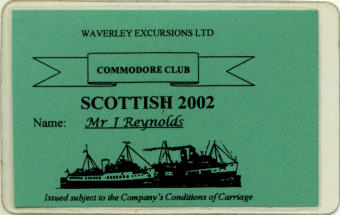 WAVERLEY EXCURSIONS LTD
COMMODORE CLUB
SCOTTISH 2002
Name: Mr I Reynolds
Issued subject to the Company's Conditions of Carriage